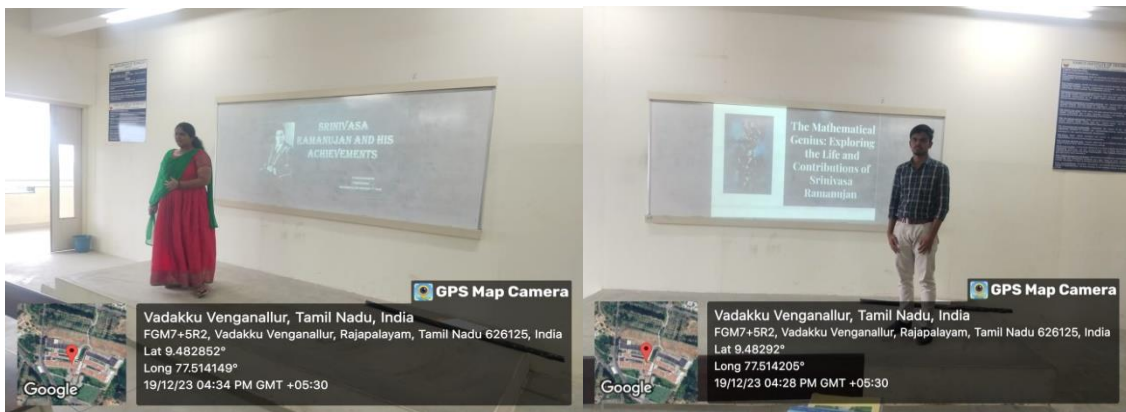 SRINIVASA
RAMANUJAN AND HIS
ACHIEVEMENTS
GPS Map Camera
Vadakku Venganallur, Tamil Nadu, India
FGM7+5R2, Vadakku Venganallur, Rajapalayam, Tamil Nadu 626125, India
Lat 9.482852°
Long 77.514149°
19/12/23 04:34 PM GMT +05:30
Google
The Mathematical
Genius: Exploring
the Life and
Contributions of
Srinivasa
Ramanujan
GPS Map Camera
Vadakku Venganallur, Tamil Nadu, India
FGM7+5R2, Vadakku Venganallur, Rajapalayam, Tamil Nadu 626125, India
Lat 9.48292°
Long 77.514205°
19/12/23 04:28 PM GMT +05:30
Google